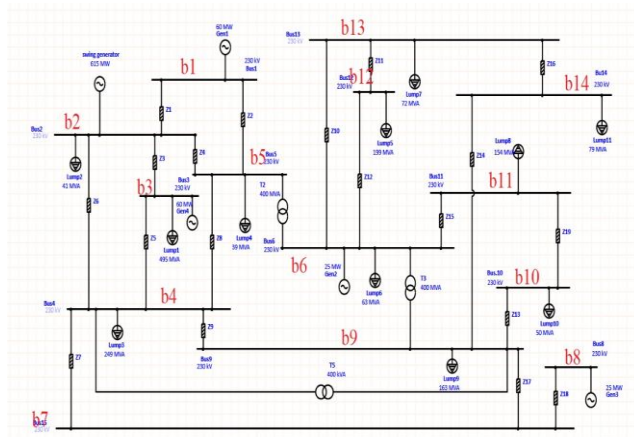 60 MW
Gen1
b13
Bus13
230 kV
swing generator
615 MW
b1
230 kV
Bus1
Z13
Z16
b12
230 kV
Lump7
72 MVA
Bu14
230 kV
b14
Z1
Z2
b2
Bus2
230 kV
Z10
Lump5
199 MVA
Lump8
154 MVA
Lump11
79 MVA
Z3
Z4
b5
Bus5
230 kV
Z14
Lump2
41 MVA
b3
Bus3
230 kV
60 MW
Gen4
T2
400 MVA
Z12
Bus11
230 kV
b11
Z6
Z5
Lump1
495 MVA
Z8
Lump4
39 MVA
Bus6
230 kV
Z15
Z19
b6
25 MW
Gen2
Lump6
63 MVA
T3
400 MVA
Bus.10
230 kV
b10
b4
Bus4
230 kV
Lump3
249 MVA
Z9
Z13
Lump10
50 MVA
b9
Bus9
230 kV
Z7
T5
400 kVA
Lump9
163 MVA
Z17
b8
Bus8
230 kV
Z18
25 MW
Gen3
b7
230 kV